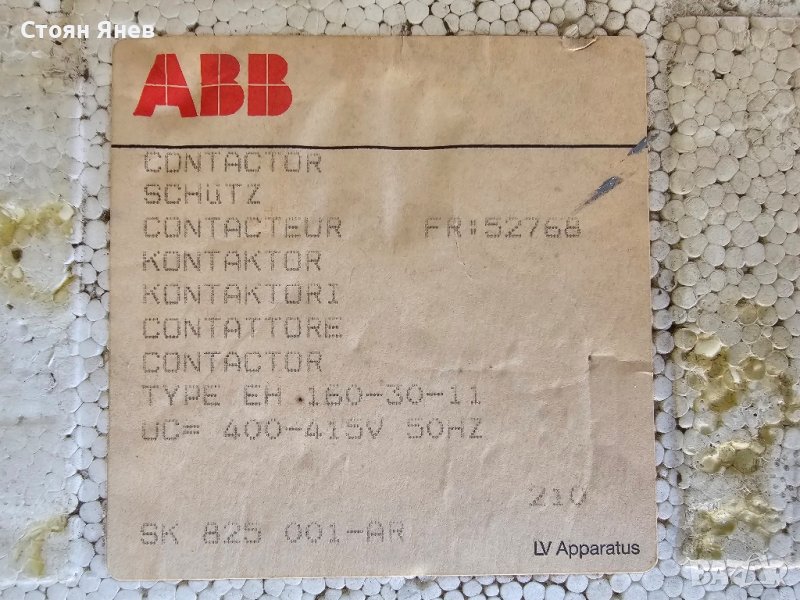 Стоян Янев
ABB
CONTACTOR
SCHüTZ
CONTACTEUR FR:52768
KONTAKTOR
KONTAKTORI
CONTATTORE
CONTACTOR
TYPE EH 160-30-11
UC= 400-415V 50HZ
210
SK 825 001-AR
LV Apparatus
BAZAR